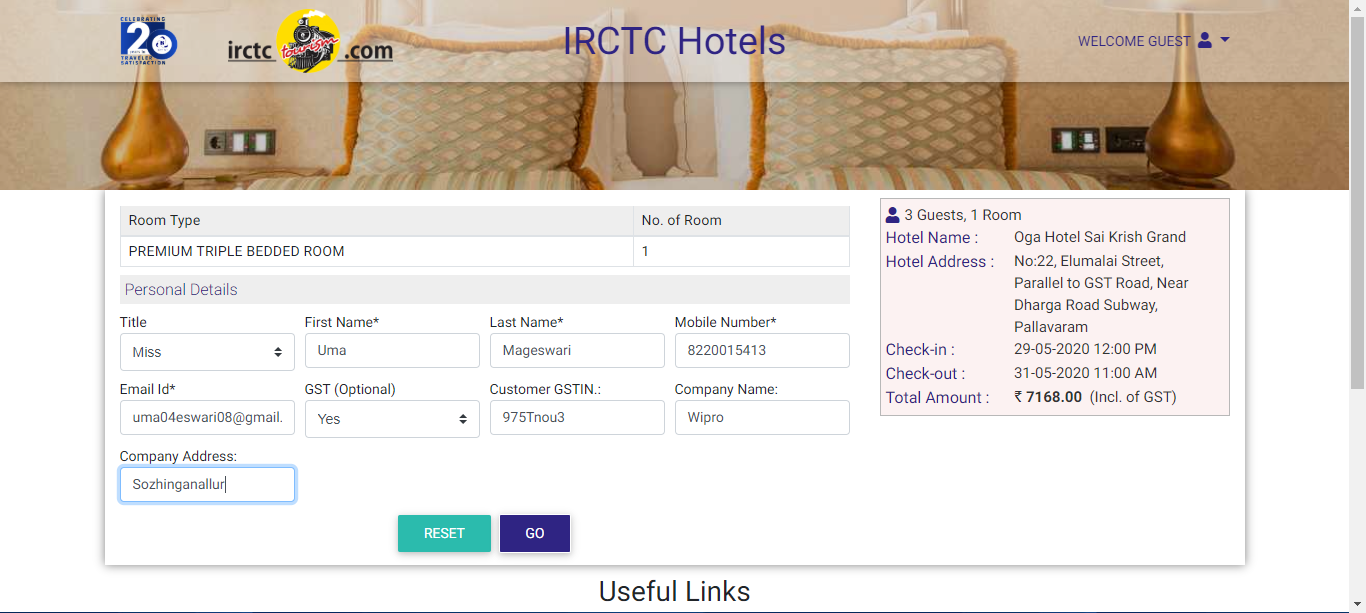 CELEBRATING
20
TRAVELER
SATISFACTION
irctc tourism .com
IRCTC Hotels
WELCOME GUEST
Room Type No. of Room
PREMIUM TRIPLE BEDDED ROOM 1
Personal Details
Title First Name* Last Name* Mobile Number*
Miss Uma Mageswari 8220015413
Email Id* GST (Optional) Customer GSTIN.: Company Name:
uma04eswari08@gmail. Yes 975Tnou3 Wipro
Company Address:
Sozhinganallur
RESET GO
3 Guests, 1 Room
Hotel Name : Oga Hotel Sai Krish Grand
Hotel Address : No:22, Elumalai Street,
Parallel to GST Road, Near
Dharga Road Subway,
Pallavaram
Check-in : 29-05-2020 12:00 PM
Check-out : 31-05-2020 11:00 AM
Total Amount : ₹ 7168.00 (Incl. of GST)
Useful Links